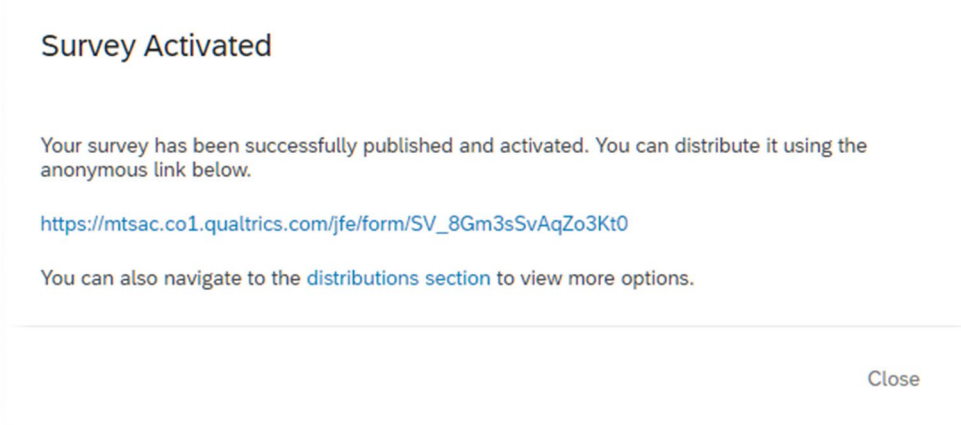 Survey Activated
Your survey has been successfully published and activated. You can distribute it using the
anonymous link below.
https://mtsac.co1.qualtrics.com/jfe/form/SV_8Gm3sSvAqZo3Kt0
You can also navigate to the distributions section to view more options.
Close